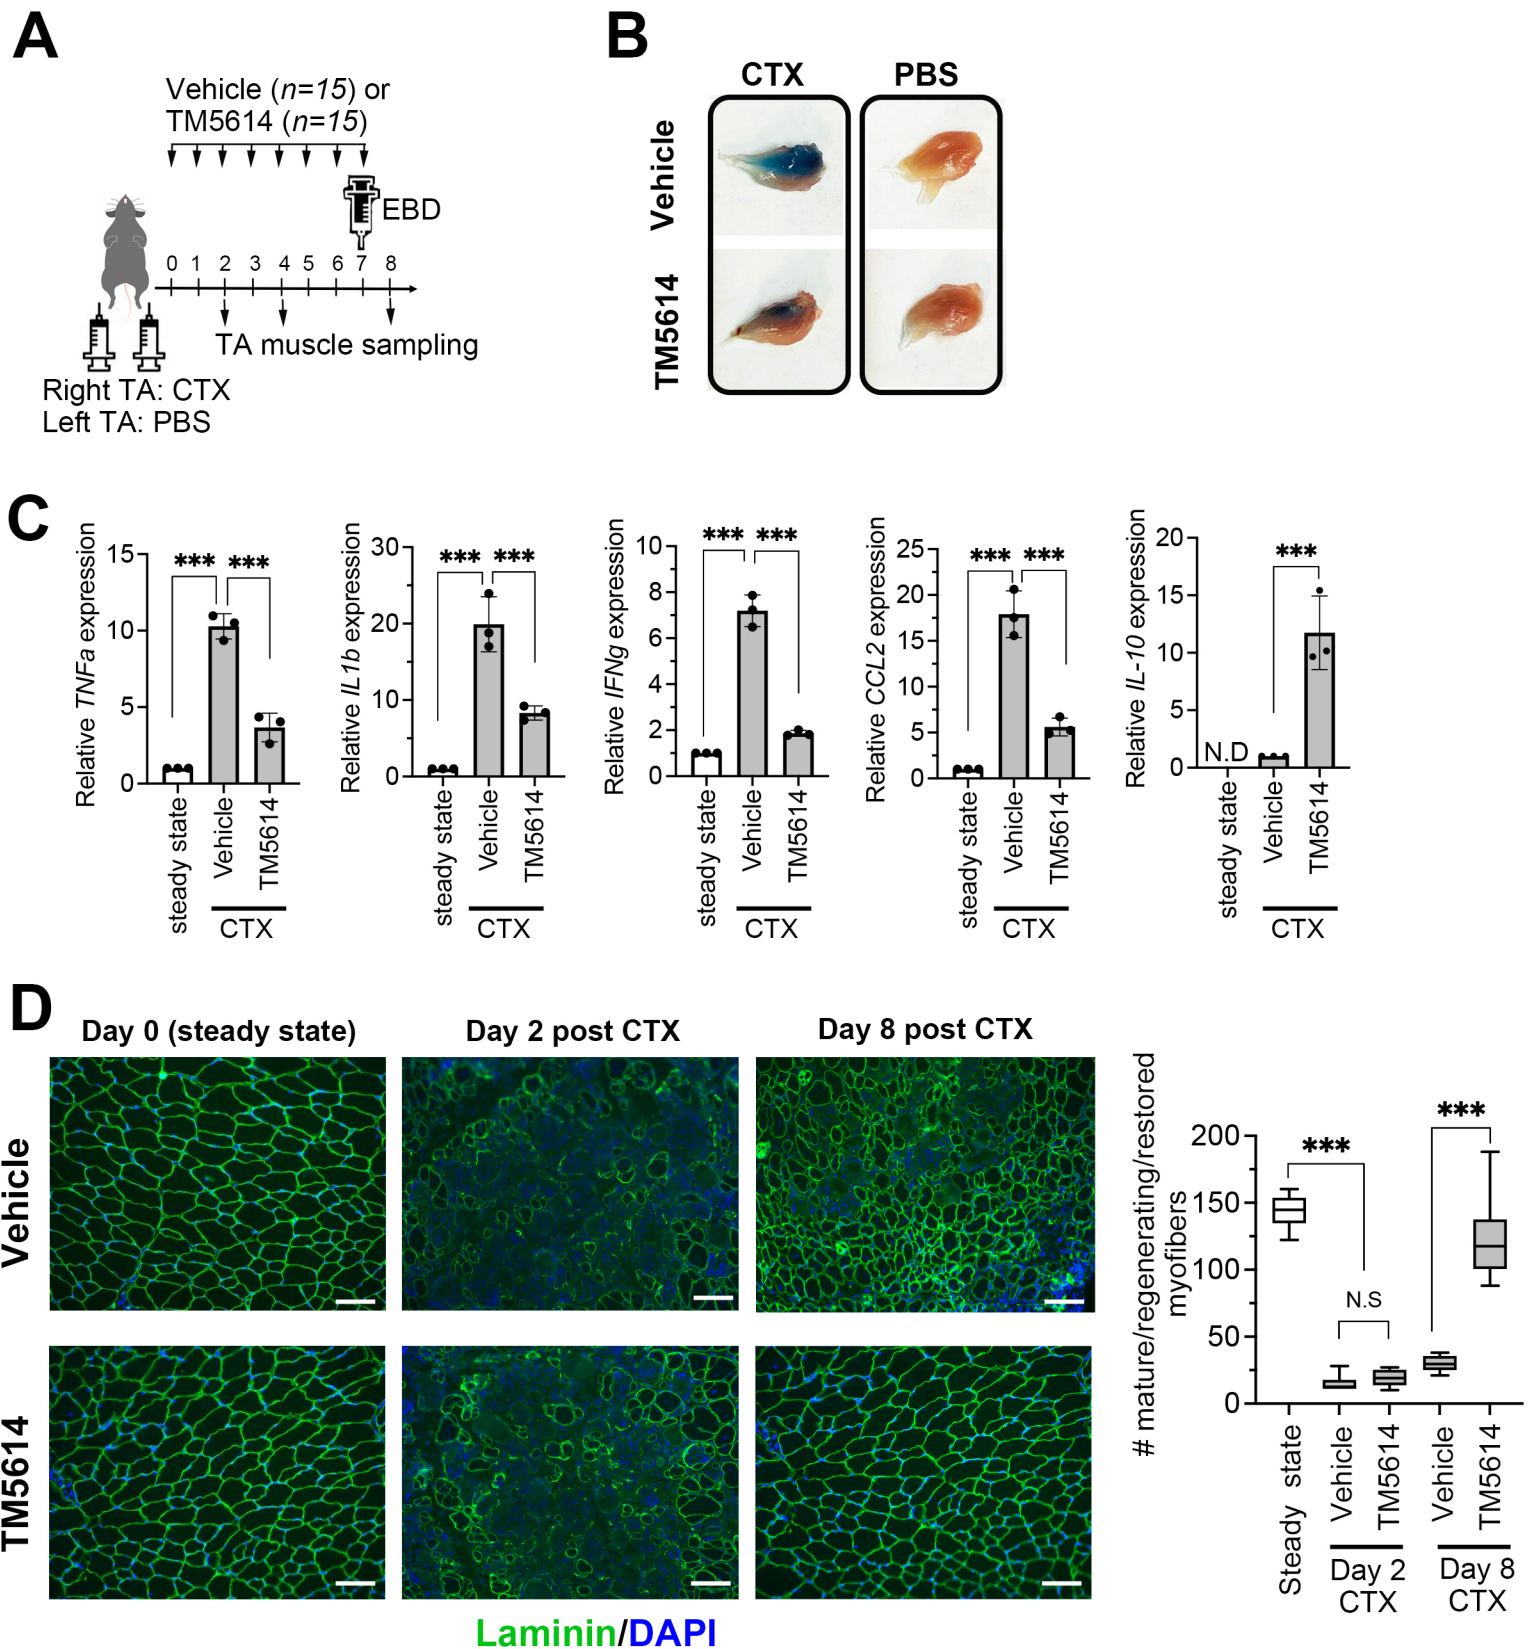 A
Vehicle (n=15) or
TM5614 (n=15)
EBD
0 1 2 3 4 5 6 7 8
TA muscle sampling
Right TA: CTX
Left TA: PBS
B
CTX PBS
Vehicle
TM5614
C
Relative TNFa expression
15
10
5
0
*** ***
steady state
Vehicle
TM5614
CTX
Relative IL1b expression
30
20
10
0
*** ***
steady state
Vehicle
TM5614
CTX
Relative IFNg expression
10
8
6
4
2
0
*** ***
steady state
Vehicle
TM5614
CTX
Relative CCL2 expression
25
20
15
10
5
0
*** ***
steady state
Vehicle
TM5614
CTX
Relative IL-10 expression
20
15
10
5
0
N.D
***
steady state
Vehicle
TM5614
CTX
D
Day 0 (steady state) Day 2 post CTX Day 8 post CTX
Vehicle
TM5614
Laminin/DAPI
# mature/regenerating/restored
myofibers
200
150
100
50
0
***
N.S
***
Steady state
Vehicle
TM5614
Vehicle
TM5614
Day 2
CTX
Day 8
CTX